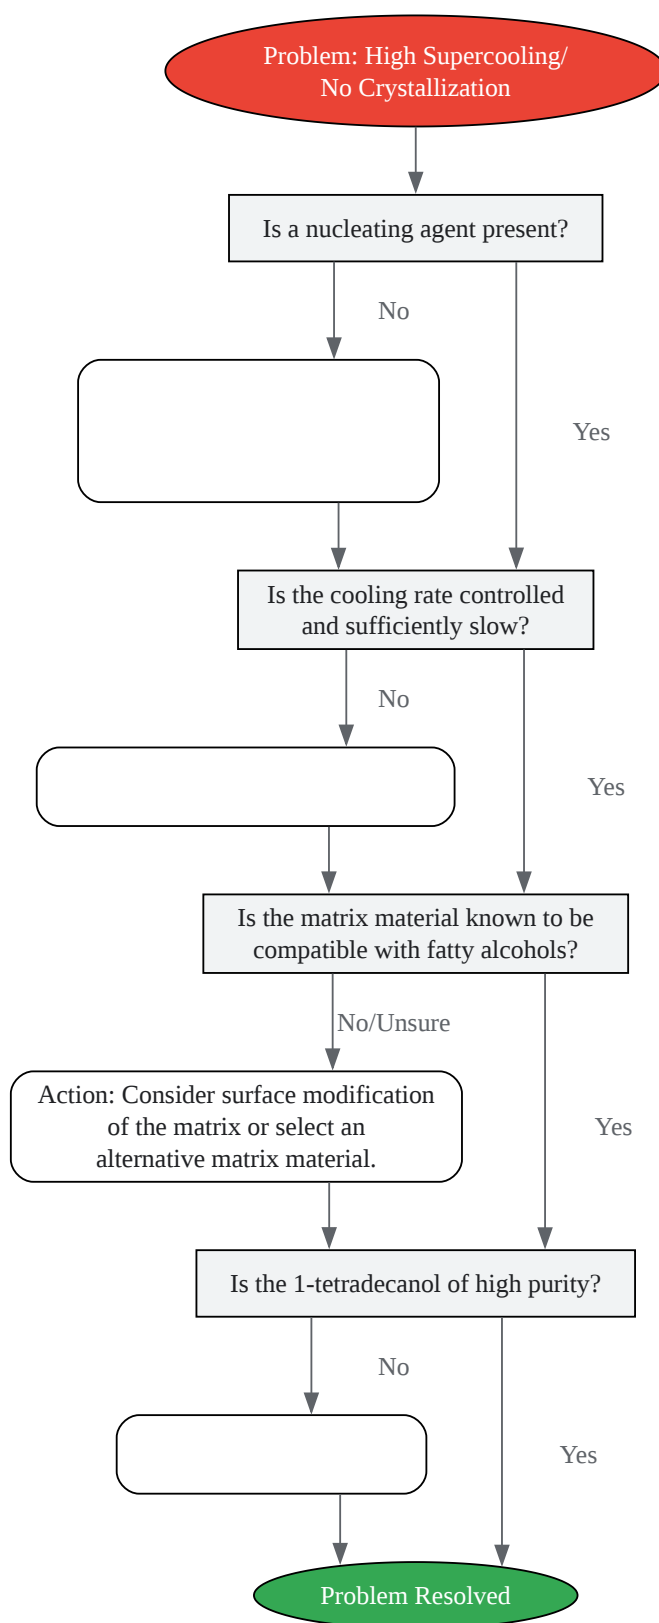 Problem: High Supercooling/
No Crystallization
Is a nucleating agent present?
No
Yes
Is the cooling rate controlled
and sufficiently slow?
No
Yes
Is the matrix material known to be
compatible with fatty alcohols?
No/Unsure
Action: Consider surface modification
of the matrix or select an
alternative matrix material.
Yes
Is the 1-tetradecanol of high purity?
No
Yes
Problem Resolved